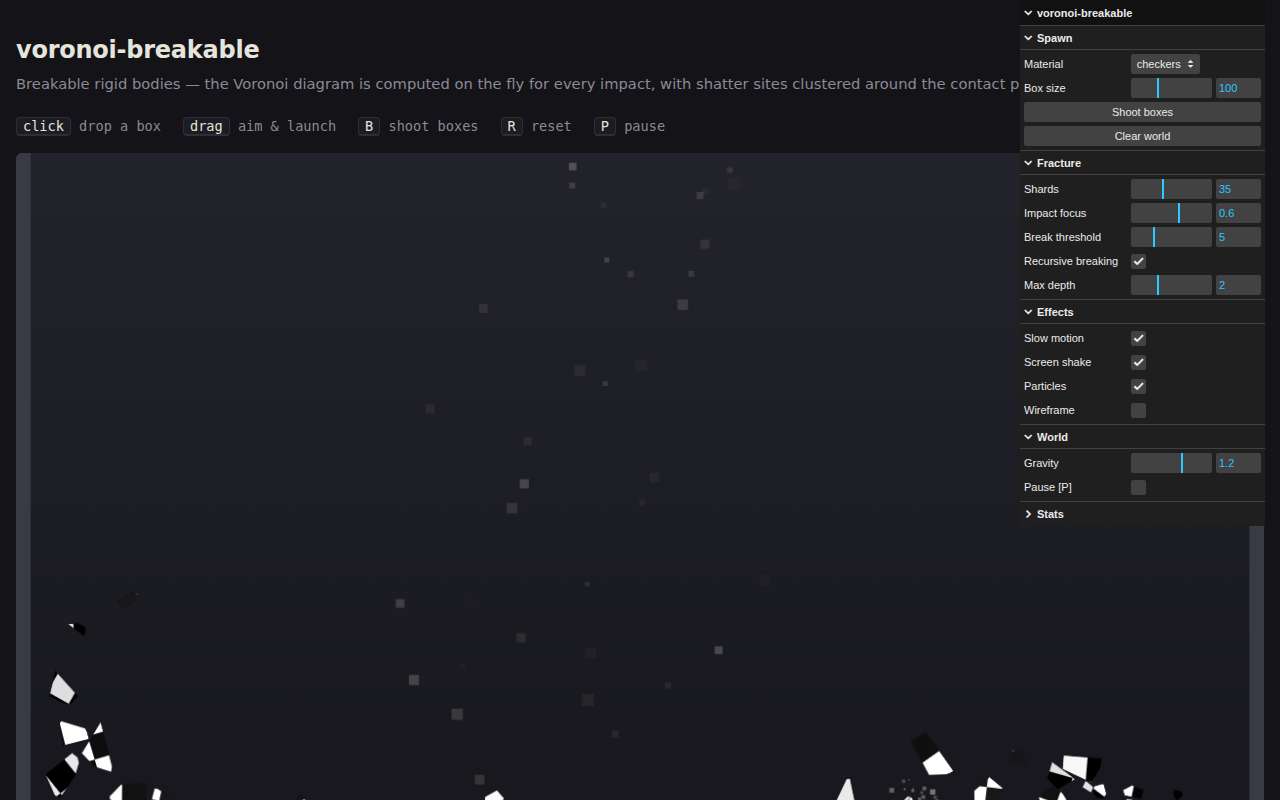 voronoi-breakable
Breakable rigid bodies — the Voronoi diagram is computed on the fly for every impact, with shatter sites clustered around the contact p
click drop a box drag aim & launch B shoot boxes R reset P pause
voronoi-breakable
Spawn
Material checkers
Box size 100
Shoot boxes
Clear world
Fracture
Shards 35
Impact focus 0.6
Break threshold 5
Recursive breaking
Max depth 2
Effects
Slow motion
Screen shake
Particles
Wireframe
World
Gravity 1.2
Pause [P]
Stats